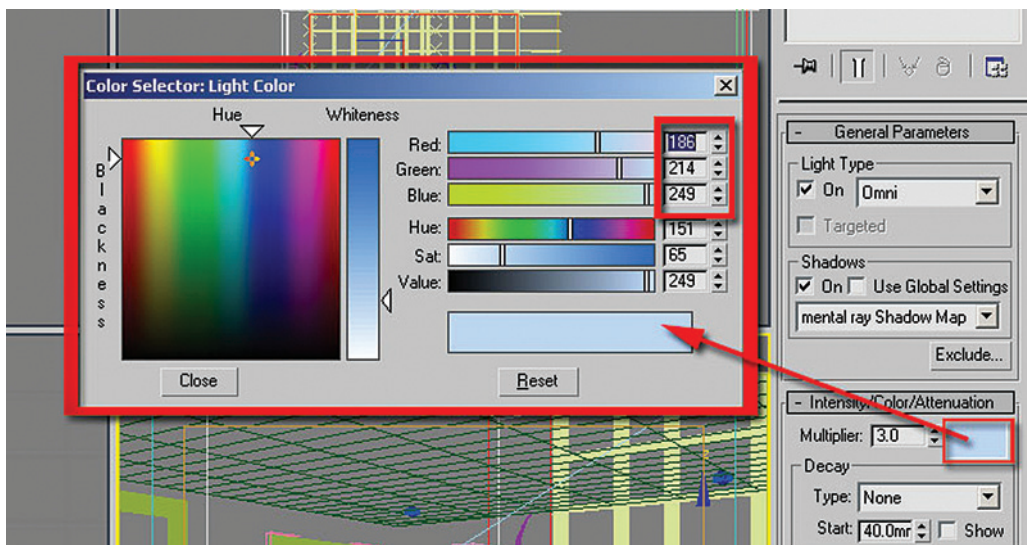 Color Selector: Light Color
Hue
Whiteness
Blackness
Red: 186
Green: 214
Blue: 249
Hue: 151
Sat: 65
Value: 249
Close
Reset
- General Parameters
Light Type
On Omni
Targeted
Shadows
On Use Global Settings
mental ray Shadow Map
Exclude...
- Intensity/Color/Attenuation
Multiplier: 3.0
Decay
Type: None
Start: 40.0mr Show